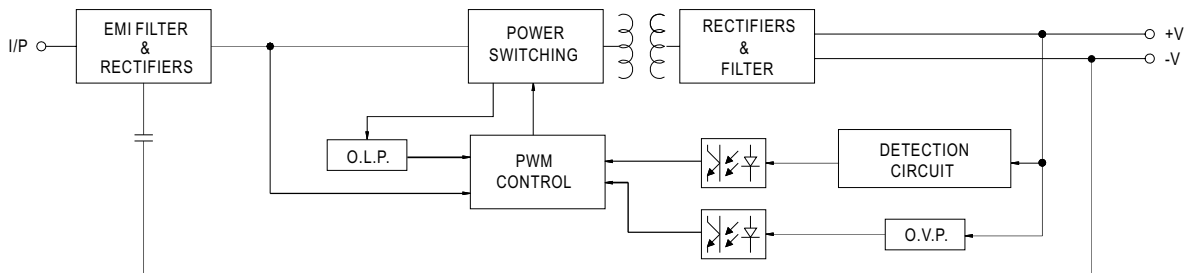 I/P
EMI FILTER
&
RECTIFIERS
POWER
SWITCHING
RECTIFIERS
&
FILTER
+V
-V
O.L.P.
PWM
CONTROL
DETECTION
CIRCUIT
O.V.P.